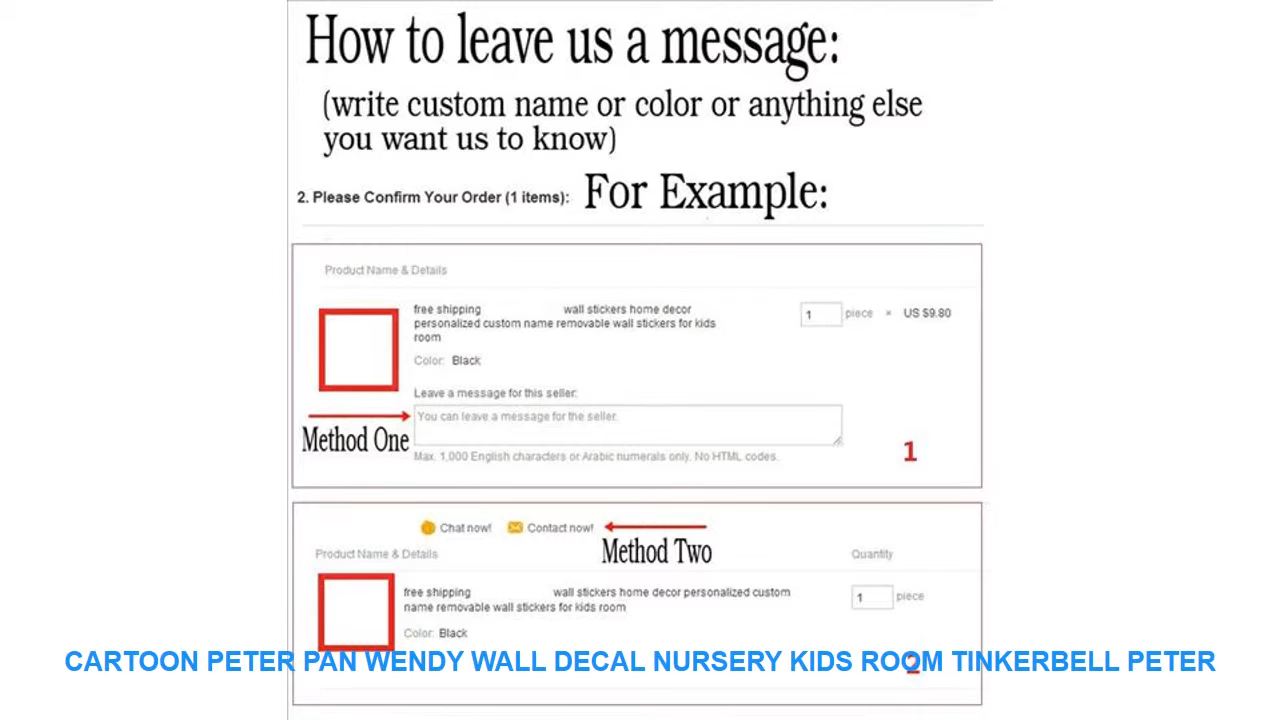 How to leave us a message:
(write custom name or color or anything else
you want us to know)
2. Please Confirm Your Order (1 items): For Example:
Product Name & Details
free shipping wall stickers home decor
personalized custom name removable wall stickers for kids
room
1 piece × US $9.80
Color: Black
Leave a message for this seller:
You can leave a message for the seller.
Method One
Max. 1,000 English characters or Arabic numerals only. No HTML codes.
1
Chat now! Contact now!
Method Two
Product Name & Details Quantity
free shipping wall stickers home decor personalized custom
name removable wall stickers for kids room
1 piece
Color: Black
2
CARTOON PETER PAN WENDY WALL DECAL NURSERY KIDS ROOM TINKERBELL PETER